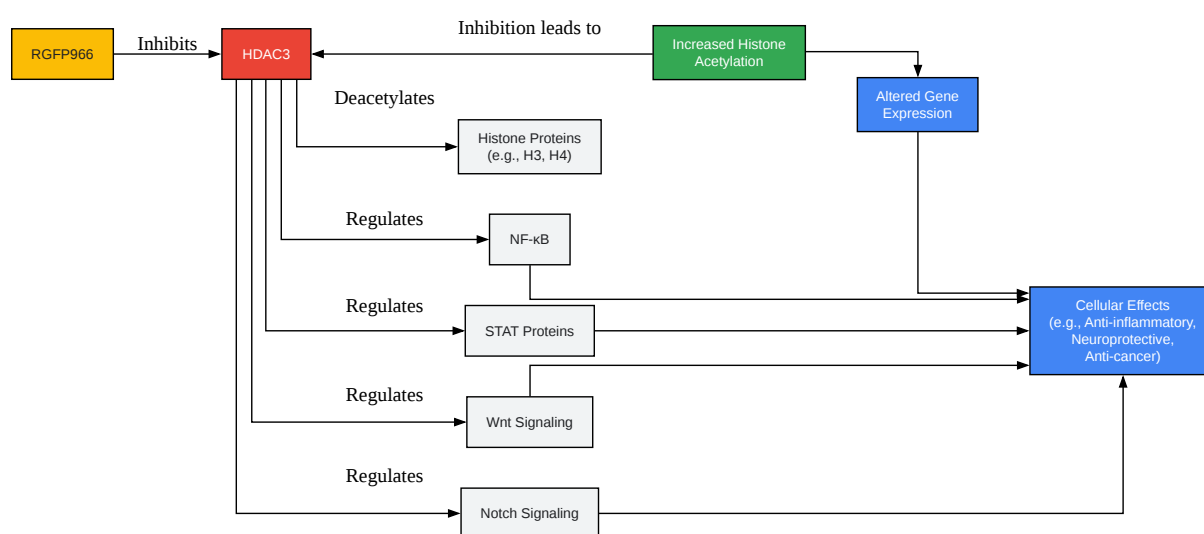 RGFP966
Inhibits
HDAC3
Inhibition leads to
Increased Histone
Acetylation
Altered Gene
Expression
Deacetylates
Histone Proteins
(e.g., H3, H4)
Regulates
NF-κB
Regulates
STAT Proteins
Cellular Effects
(e.g., Anti-inflammatory,
Neuroprotective,
Anti-cancer)
Regulates
Wnt Signaling
Regulates
Notch Signaling